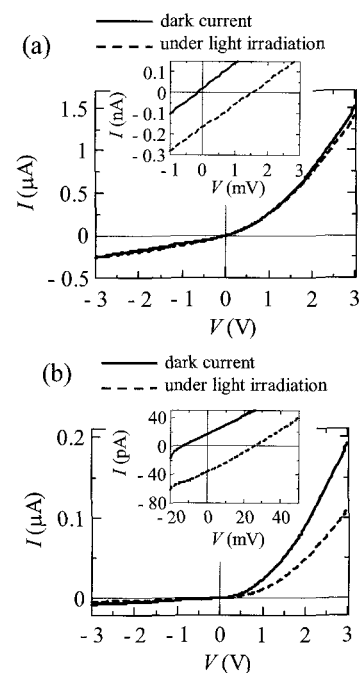 (a)
dark current
under light irradiation
0.1
0
- 0.1
- 0.2
- 0.3
I (nA)
- 1 0 1 2 3
V (mV)
1.5
1
0.5
0
- 0.5
I (μA)
- 3 - 2 - 1 0 1 2 3
V (V)
(b)
dark current
under light irradiation
40
0
- 40
- 80
I (pA)
- 20 0 20 40
V (mV)
0.2
0.1
0
I (μA)
- 3 - 2 - 1 0 1 2 3
V (V)